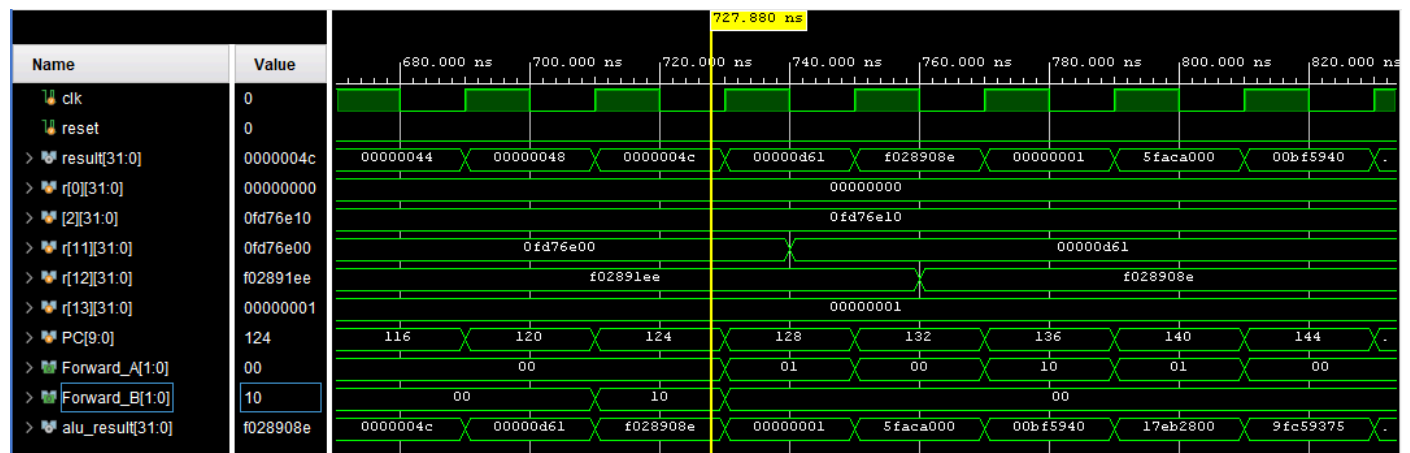 727.880 ns
Name Value 680.000 ns 700.000 ns 720.000 ns 740.000 ns 760.000 ns 780.000 ns 800.000 ns 820.000 ns
clk 0
reset 0
result[31:0] 0000004c 00000044 00000048 0000004c 00000d61 f028908e 00000001 5faca000 00bf5940 .
r[0][31:0] 00000000 00000000
[2][31:0] 0fd76e10 0fd76e10
r[11][31:0] 0fd76e00 0fd76e00 00000d61
r[12][31:0] f02891ee f02891ee f028908e
r[13][31:0] 00000001 00000001
PC[9:0] 124 116 120 124 128 132 136 140 144 .
Forward_A[1:0] 00 00 01 00 10 01 00
Forward_B[1:0] 10 00 10 00
alu_result[31:0] f028908e 0000004c 00000d61 f028908e 00000001 5faca000 00bf5940 17eb2800 9fc59375 .